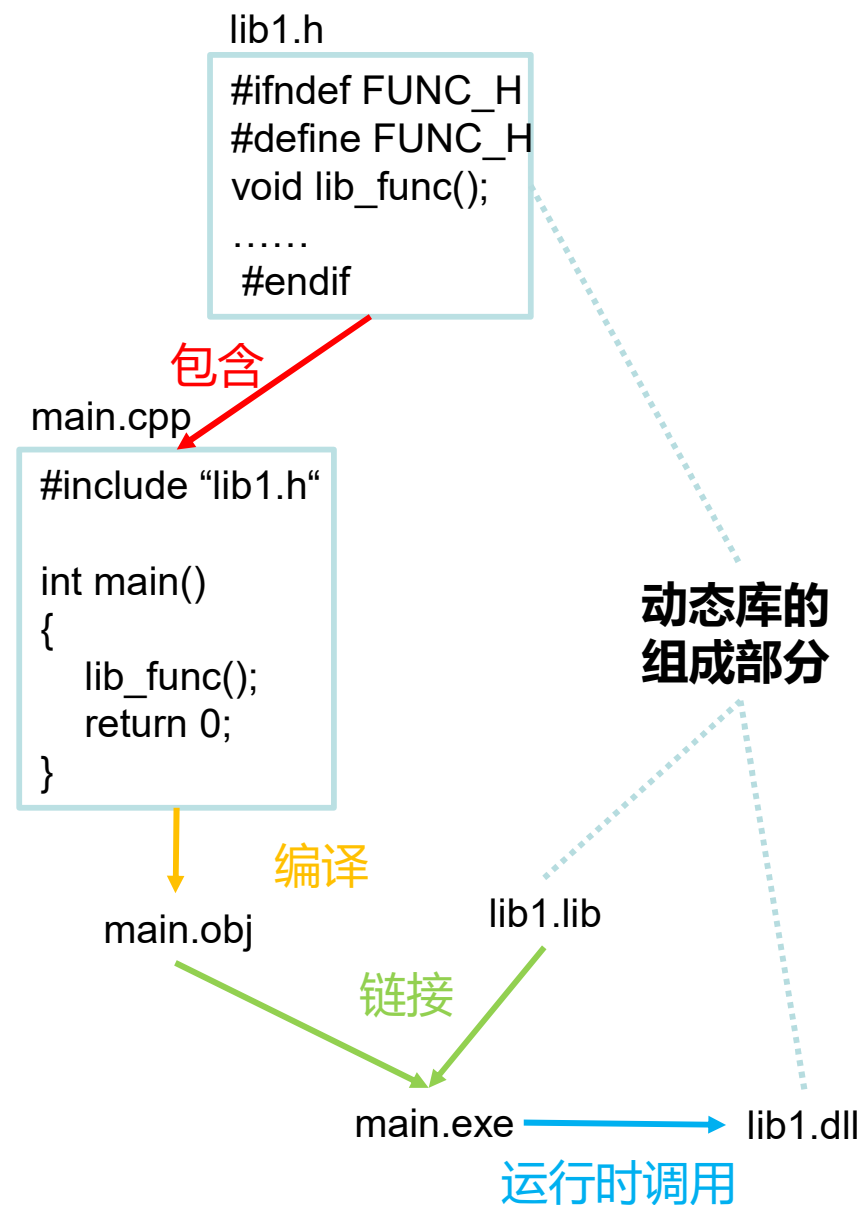 lib1.h
#ifndef FUNC_H
#define FUNC_H
void lib_func();
……
#endif
包含
main.cpp
#include “lib1.h“
int main()
{
lib_func();
return 0;
}
动态库的
组成部分
编译
main.obj
lib1.lib
链接
main.exe
lib1.dll
运行时调用